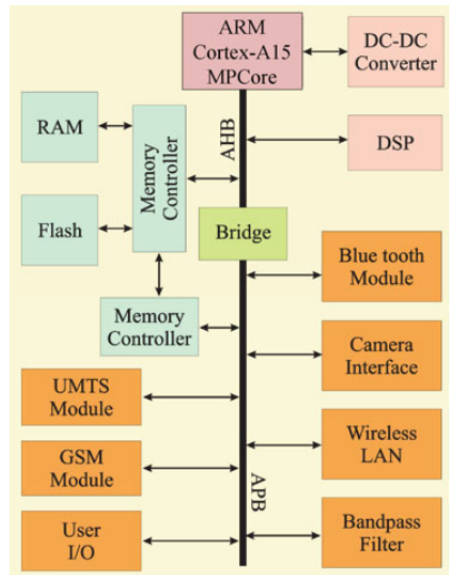 ARM
Cortex-A15
MPCore
DC-DC
Converter
RAM
Memory
Controller
AHB
DSP
Flash
Bridge
Blue tooth
Module
Memory
Controller
Camera
Interface
UMTS
Module
Wireless
LAN
GSM
Module
APB
User
I/O
Bandpass
Filter